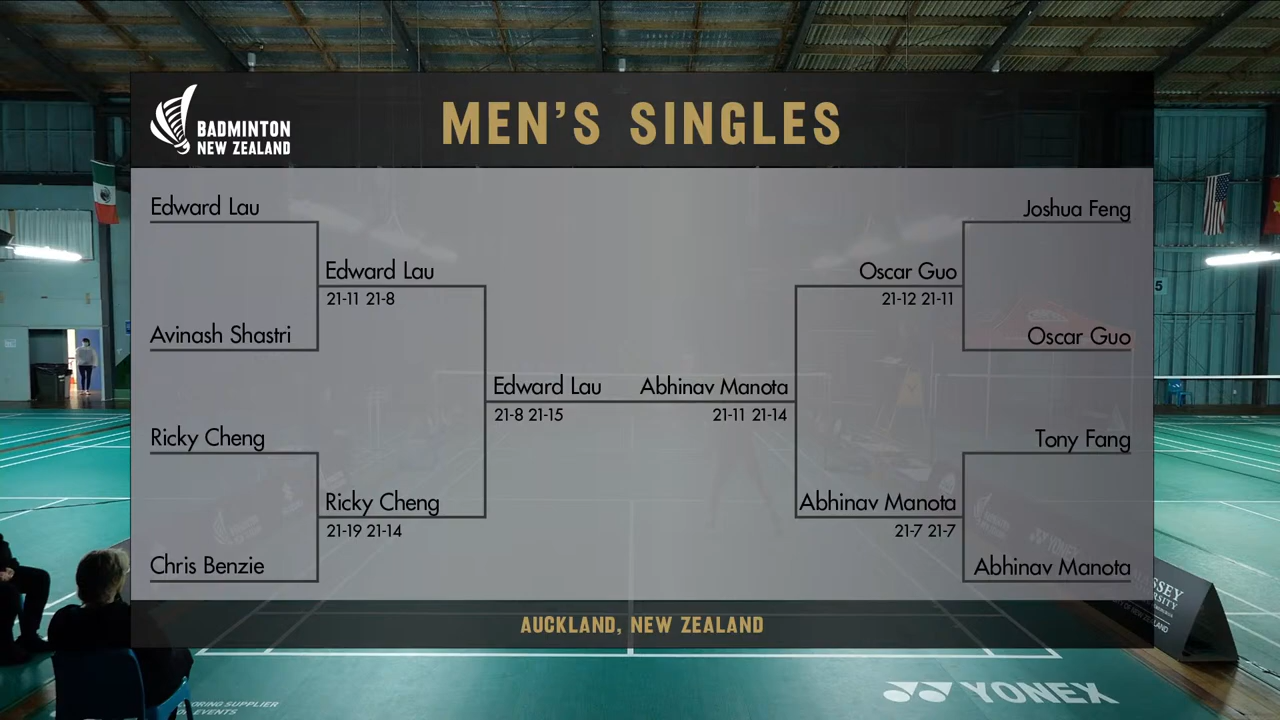 BADMINTON
NEW ZEALAND
MEN'S SINGLES
Edward Lau
Avinash Shastri
Ricky Cheng
Chris Benzie
Edward Lau
21-11 21-8
Ricky Cheng
21-19 21-14
Edward Lau
21-8 21-15
Abhinav Manota
21-11 21-14
Oscar Guo
21-12 21-11
Abhinav Manota
21-7 21-7
Joshua Feng
Oscar Guo
Tony Fang
Abhinav Manota
AUCKLAND, NEW ZEALAND
5
YONEX
YONEX